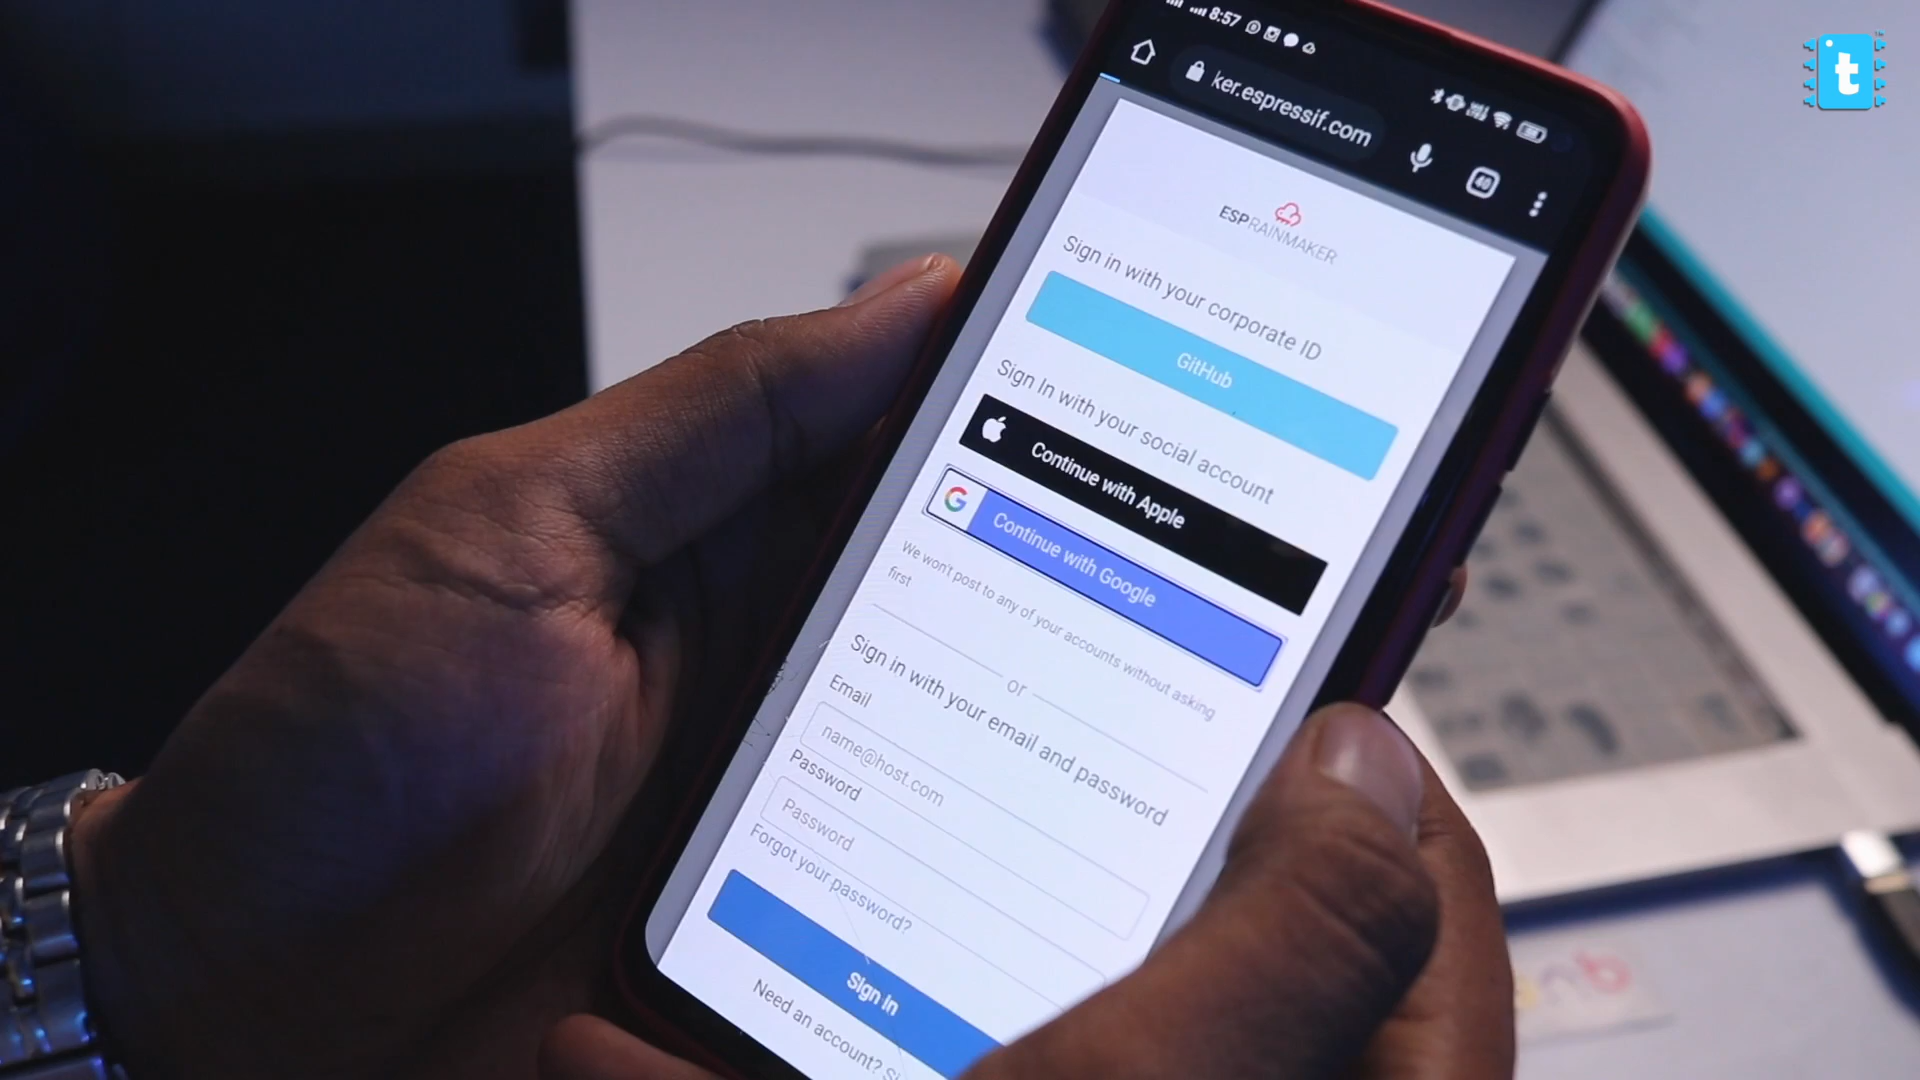 8:57
ker.espressif.com
40
t
ESP RAINMAKER
Sign in with your corporate ID
GitHub
Sign In with your social account
Continue with Apple
Continue with Google
We won't post to any of your accounts without asking
first
or
Sign in with your email and password
Email
name@host.com
Password
Password
Forgot your password?
Sign in
Need an account?